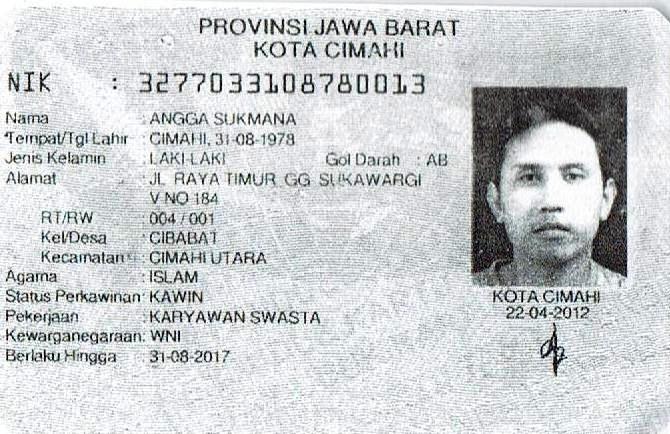 PROVINSI JAWA BARAT
KOTA CIMAHI
NIK : 3277033108780013
Nama : ANGGA SUKMANA
Tempat/Tgl Lahir : CIMAHI, 31-08-1978
Jenis Kelamin : LAKI-LAKI Gol Darah : AB
Alamat : JL RAYA TIMUR GG SUKAWARGI
V NO 184
RT/RW : 004 / 001
Kel/Desa : CIBABAT
Kecamatan : CIMAHI UTARA
Agama : ISLAM
Status Perkawinan: KAWIN
Pekerjaan : KARYAWAN SWASTA
Kewarganegaraan: WNI
Berlaku Hingga : 31-08-2017
KOTA CIMAHI
22-04-2012